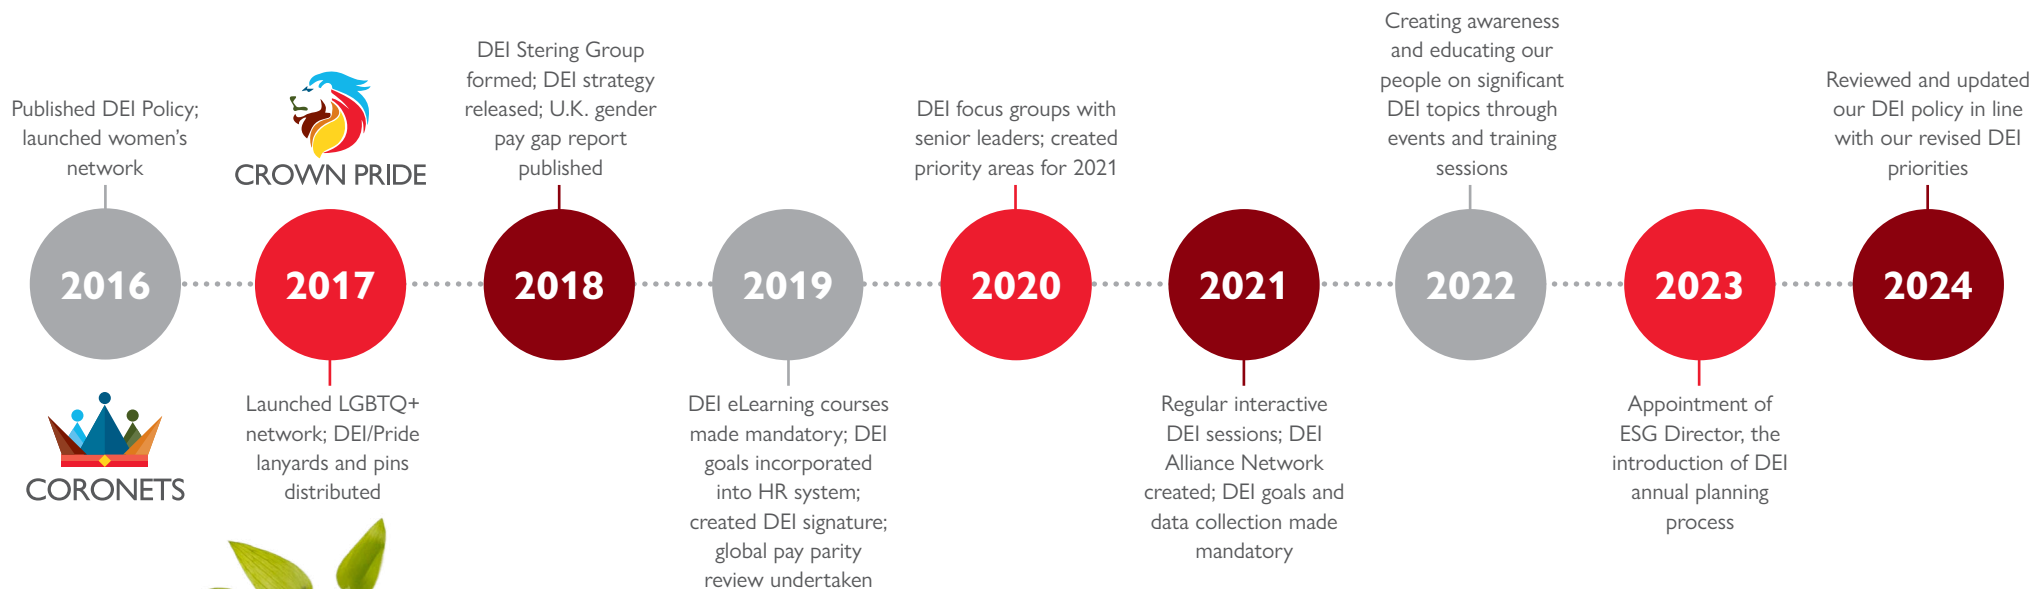 Published DEI Policy;
launched women's
network
2016
CORONETS
CROWN PRIDE
2017
Launched LGBTQ+
network; DEI/Pride
lanyards and pins
distributed
DEI Stering Group
formed; DEI strategy
released; U.K. gender
pay gap report
published
2018
2019
DEI eLearning courses
made mandatory; DEI
goals incorporated
into HR system;
created DEI signature;
global pay parity
review undertaken
DEI focus groups with
senior leaders; created
priority areas for 2021
2020
2021
Regular interactive
DEI sessions; DEI
Alliance Network
created; DEI goals and
data collection made
mandatory
Creating awareness
and educating our
people on significant
DEI topics through
events and training
sessions
2022
2023
Appointment of
ESG Director, the
introduction of DEI
annual planning
process
Reviewed and updated
our DEI policy in line
with our revised DEI
priorities
2024